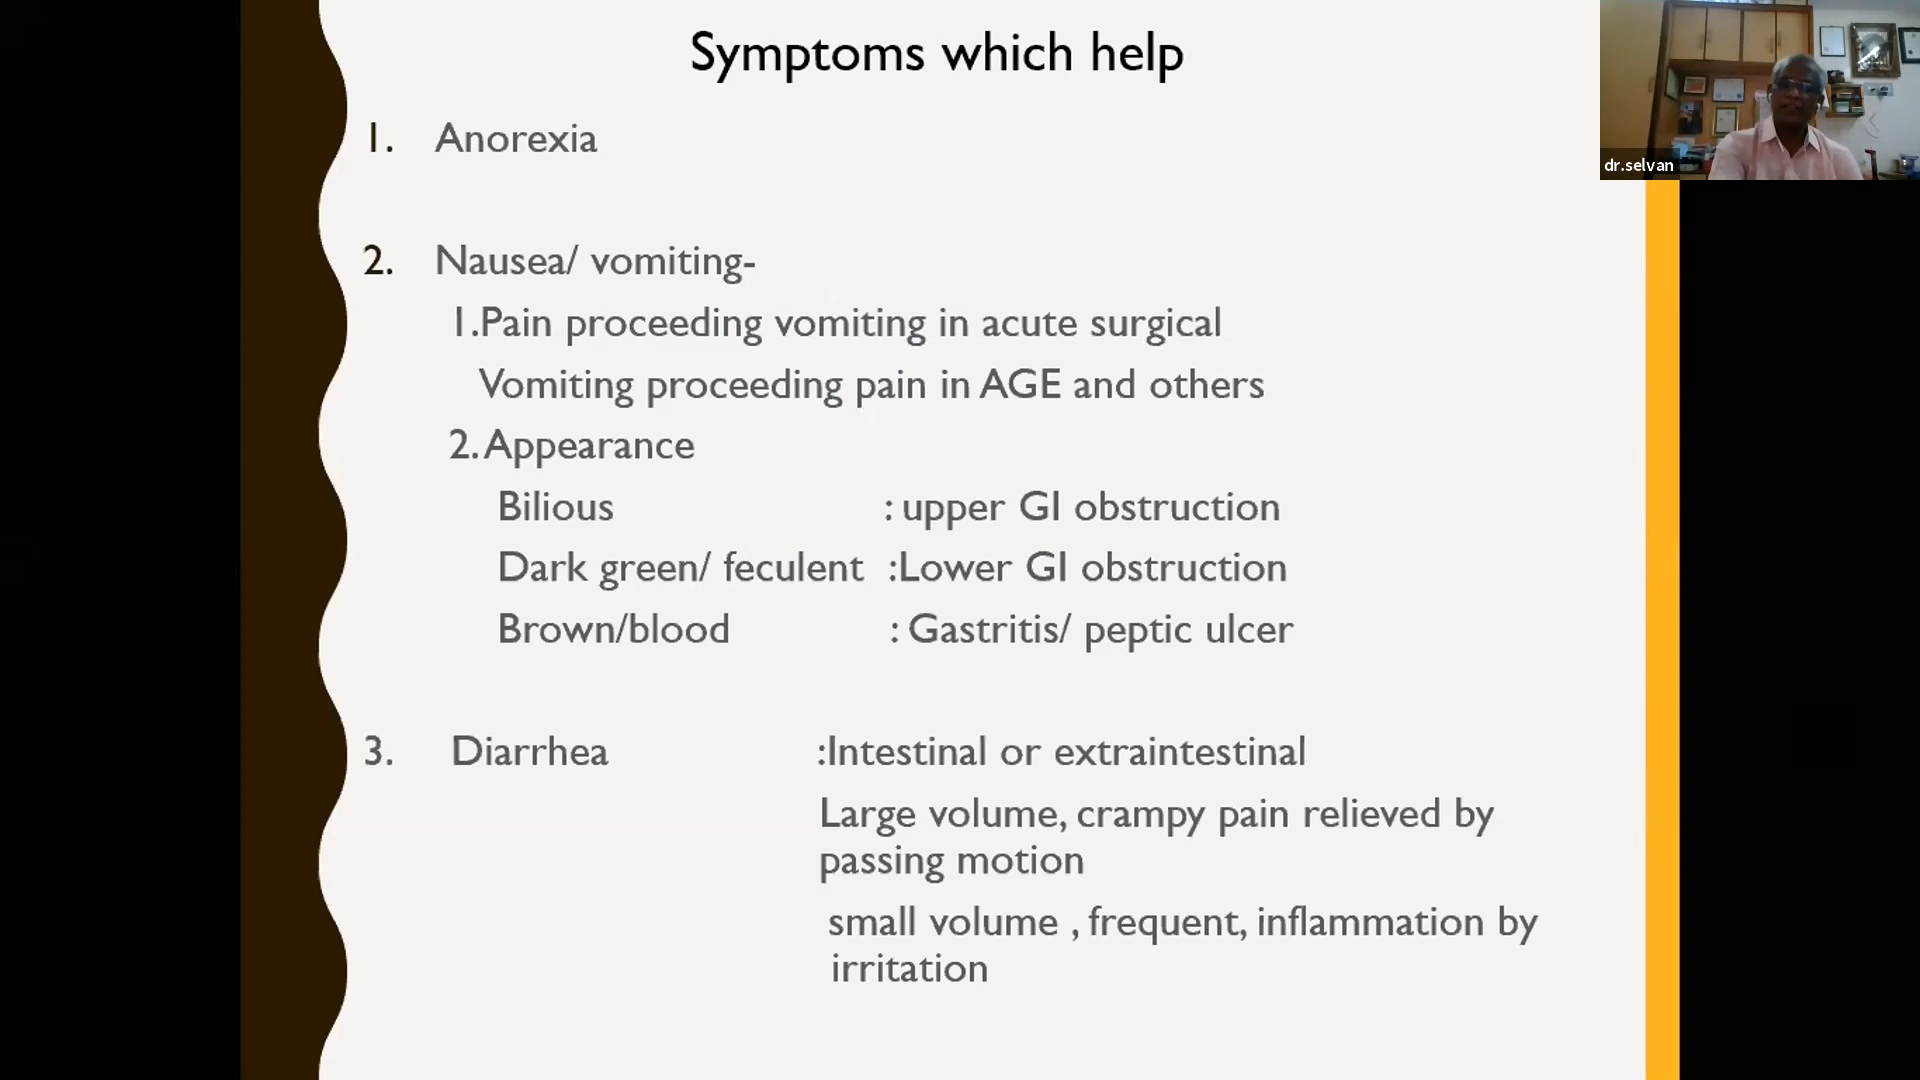 Symptoms which help
dr.selvan
1. Anorexia
2. Nausea/ vomiting-
1.Pain proceeding vomiting in acute surgical
Vomiting proceeding pain in AGE and others
2.Appearance
Bilious : upper GI obstruction
Dark green/ feculent :Lower GI obstruction
Brown/blood : Gastritis/ peptic ulcer
3. Diarrhea :Intestinal or extraintestinal
Large volume, crampy pain relieved by
passing motion
small volume , frequent, inflammation by
irritation